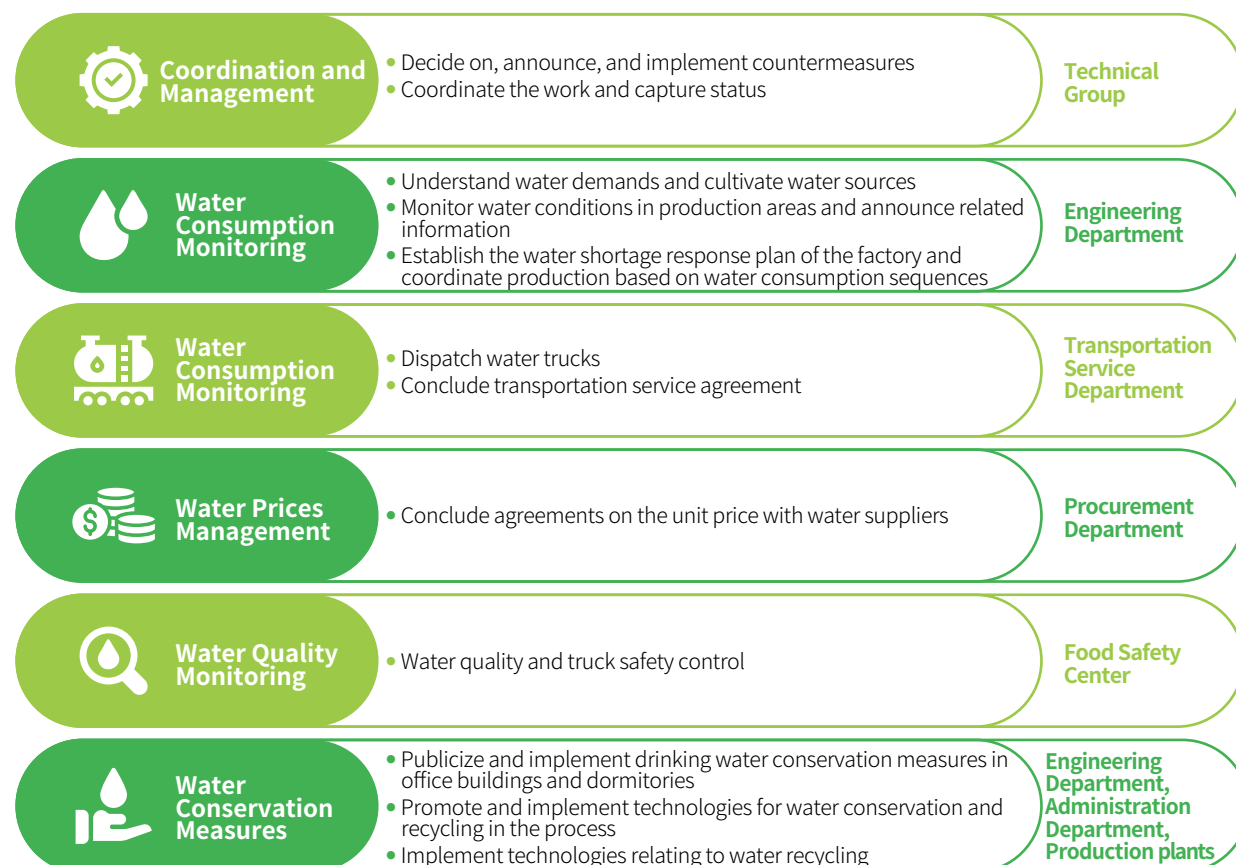 Coordination and
Management
• Decide on, announce, and implement countermeasures
• Coordinate the work and capture status
Technical
Group
Water
Consumption
Monitoring
• Understand water demands and cultivate water sources
• Monitor water conditions in production areas and announce related
information
• Establish the water shortage response plan of the factory and
coordinate production based on water consumption sequences
Engineering
Department
Water
Consumption
Monitoring
• Dispatch water trucks
• Conclude transportation service agreement
Transportation
Service
Department
$
Water Prices
Management
• Conclude agreements on the unit price with water suppliers
Procurement
Department
Water Quality
Monitoring
• Water quality and truck safety control
Food Safety
Center
Water
Conservation
Measures
• Publicize and implement drinking water conservation measures in
office buildings and dormitories
• Promote and implement technologies for water conservation and
recycling in the process
• Implement technologies relating to water recycling
Engineering
Department,
Administration
Department,
Production plants